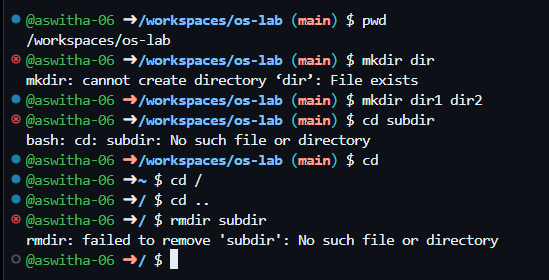 @aswitha-06 ➜/workspaces/os-lab (main) $ pwd
/workspaces/os-lab
@aswitha-06 ➜/workspaces/os-lab (main) $ mkdir dir
mkdir: cannot create directory ‘dir’: File exists
@aswitha-06 ➜/workspaces/os-lab (main) $ mkdir dir1 dir2
@aswitha-06 ➜/workspaces/os-lab (main) $ cd subdir
bash: cd: subdir: No such file or directory
@aswitha-06 ➜/workspaces/os-lab (main) $ cd
@aswitha-06 ➜~ $ cd /
@aswitha-06 ➜/ $ cd ..
@aswitha-06 ➜/ $ rmdir subdir
rmdir: failed to remove 'subdir': No such file or directory
@aswitha-06 ➜/ $